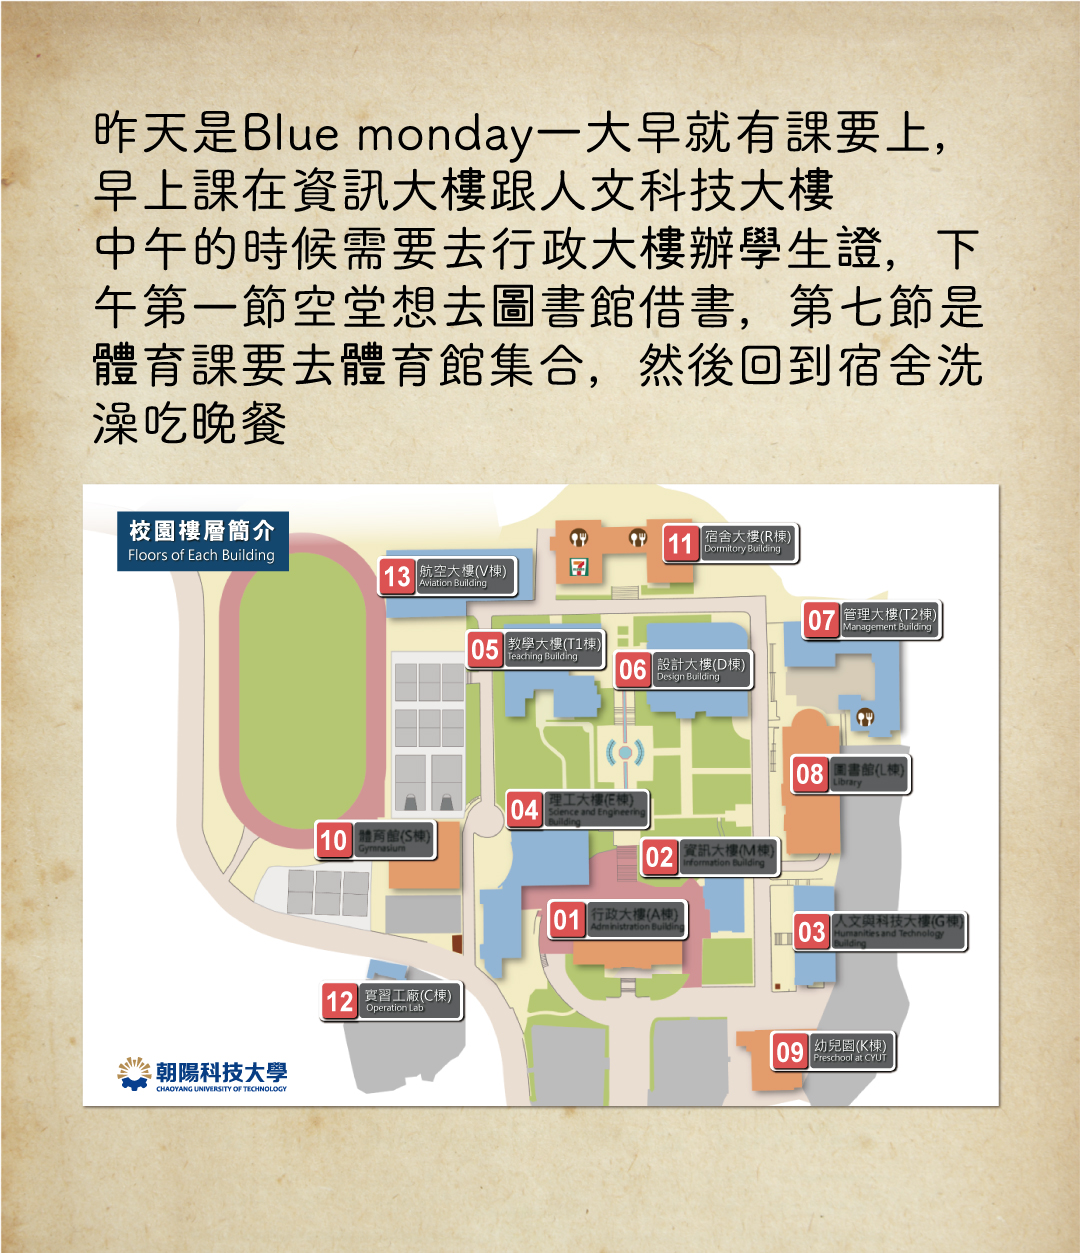 昨天是Blue monday一大早就有課要上，
早上課在資訊大樓跟人文科技大樓
中午的時候需要去行政大樓辦學生證，下
午第一節空堂想去圖書館借書，第七節是
體育課要去體育館集合，然後回到宿舍洗
澡吃晚餐
校園樓層簡介
Floors of Each Building
11 宿舍大樓(R棟)
Dormitory Building
13 航空大樓(V棟)
Aviation Building
7
07 管理大樓(T2棟)
Management Building
05 教學大樓(T1棟)
Teaching Building
06 設計大樓(D棟)
Design Building
08 圖書館(L棟)
Library
04 理工大樓(E棟)
Science and Engineering
Building
10 體育館(S棟)
Gymnasium
02 資訊大樓(M棟)
Information Building
01 行政大樓(A棟)
Administration Building
03 人文與科技大樓(G棟)
Humanities and Technology
Building
12 實習工廠(C棟)
Operation Lab
09 幼兒園(K棟)
Preschool at CYUT
朝陽科技大學
CHAOYANG UNIVERSITY OF TECHNOLOGY